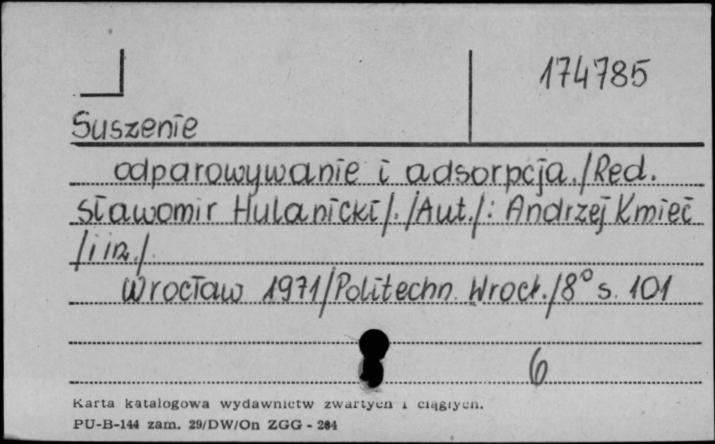 174785
Suszenie
odparowywanie i adsorpcja./Red.
Sławomir Hulanicki/. /Aut./: Andrzej Kmieć
/i in./.
Wrocław 1971/Politechn. Wrocł./8° s. 101
6
Karta katalogowa wydawnictw zwartych i ciągłych.
PU-B-144 zam. 29/DW/On ZGG - 264